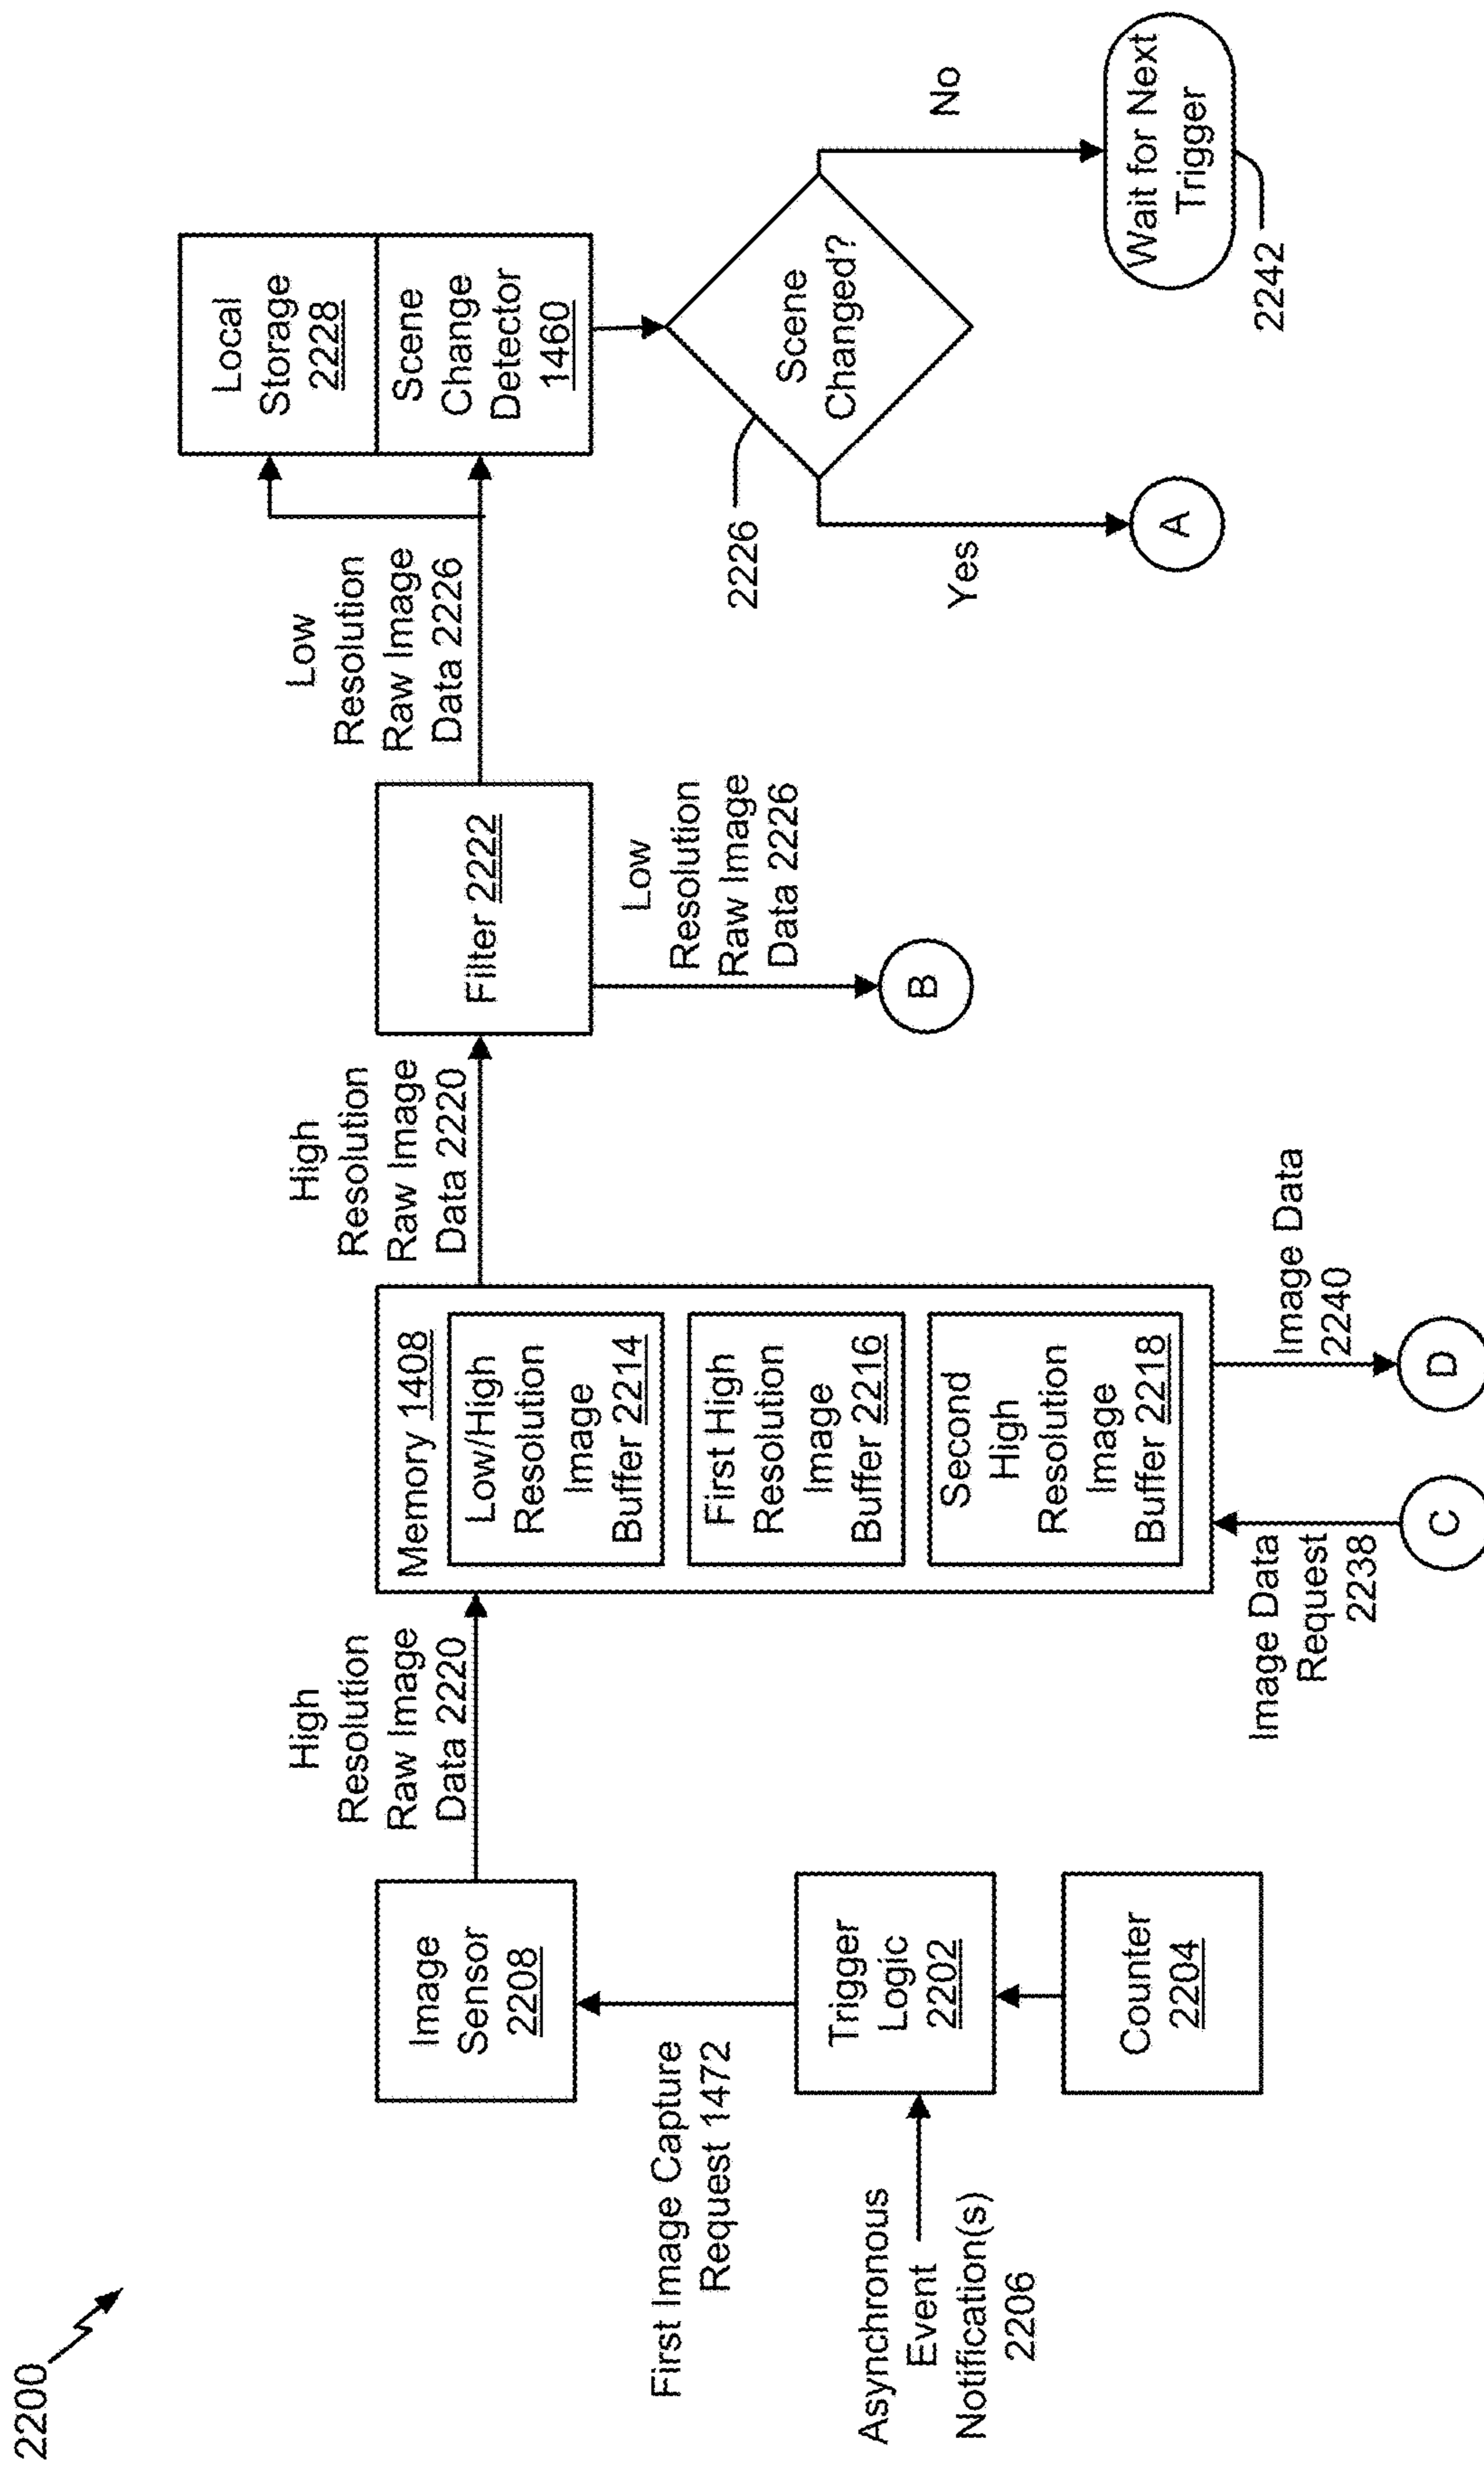 2200
Image
Sensor
2208
First Image Capture
Request 1472
Asynchronous
Event
Notification(s)
2206
Trigger
Logic
2202
Counter
2204
High
Resolution
Raw Image
Data 2220
Memory 1408
Low/High
Resolution
Image
Buffer 2214
First High
Resolution
Image
Buffer 2216
Second
High
Resolution
Image
Buffer 2218
Image Data
Request
2238
C
Image Data
2240
D
High
Resolution
Raw Image
Data 2220
Filter 2222
Low
Resolution
Raw Image
Data 2226
B
Low
Resolution
Raw Image
Data 2226
Local
Storage
2228
Scene
Change
Detector
1460
2226
Scene
Changed?
Yes
A
No
Wait for Next
Trigger
2242